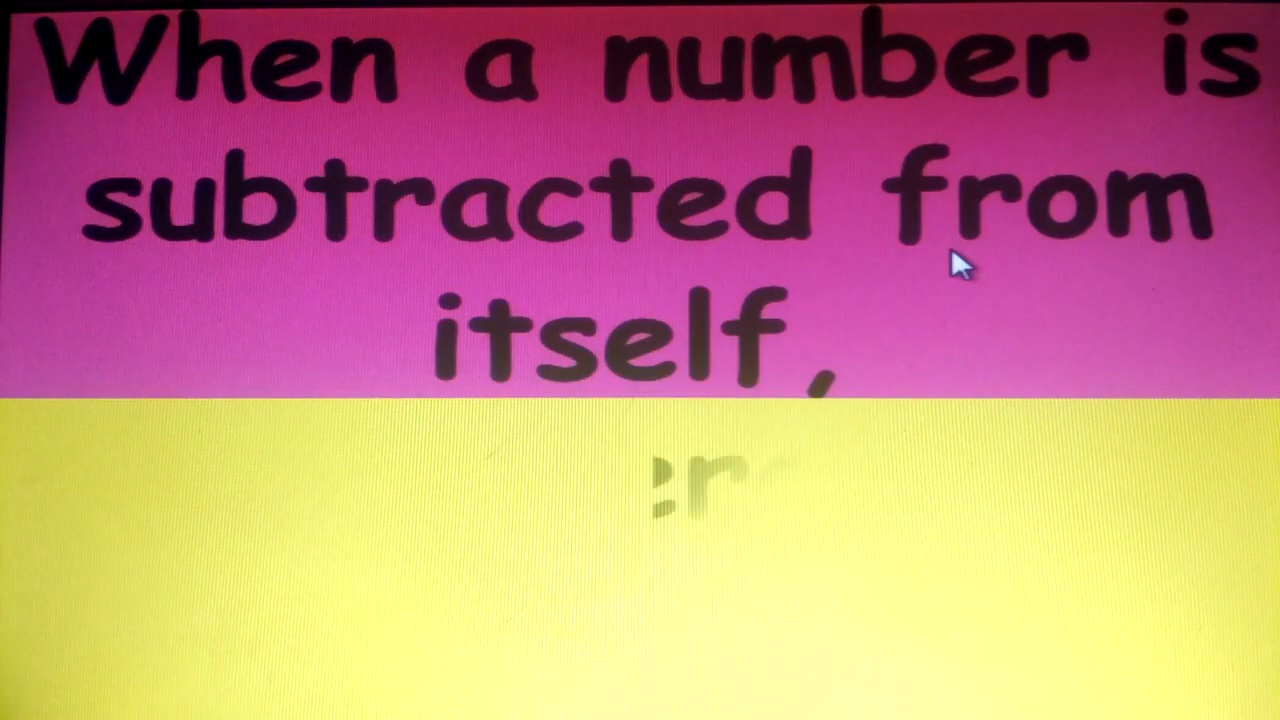 When a number is
subtracted from
itself,